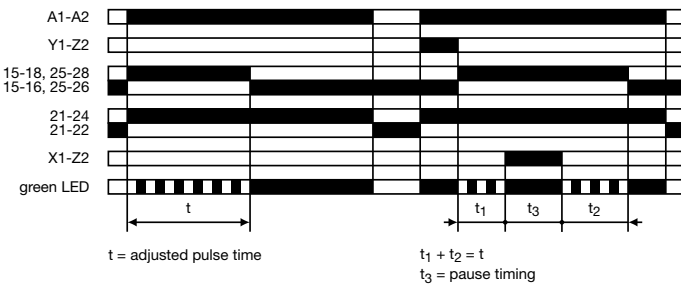 A1-A2
Y1-Z2
15-18, 25-28
15-16, 25-26
21-24
21-22
X1-Z2
green LED
t
t1
t3
t2
t = adjusted pulse time
t1 + t2 = t
t3 = pause timing